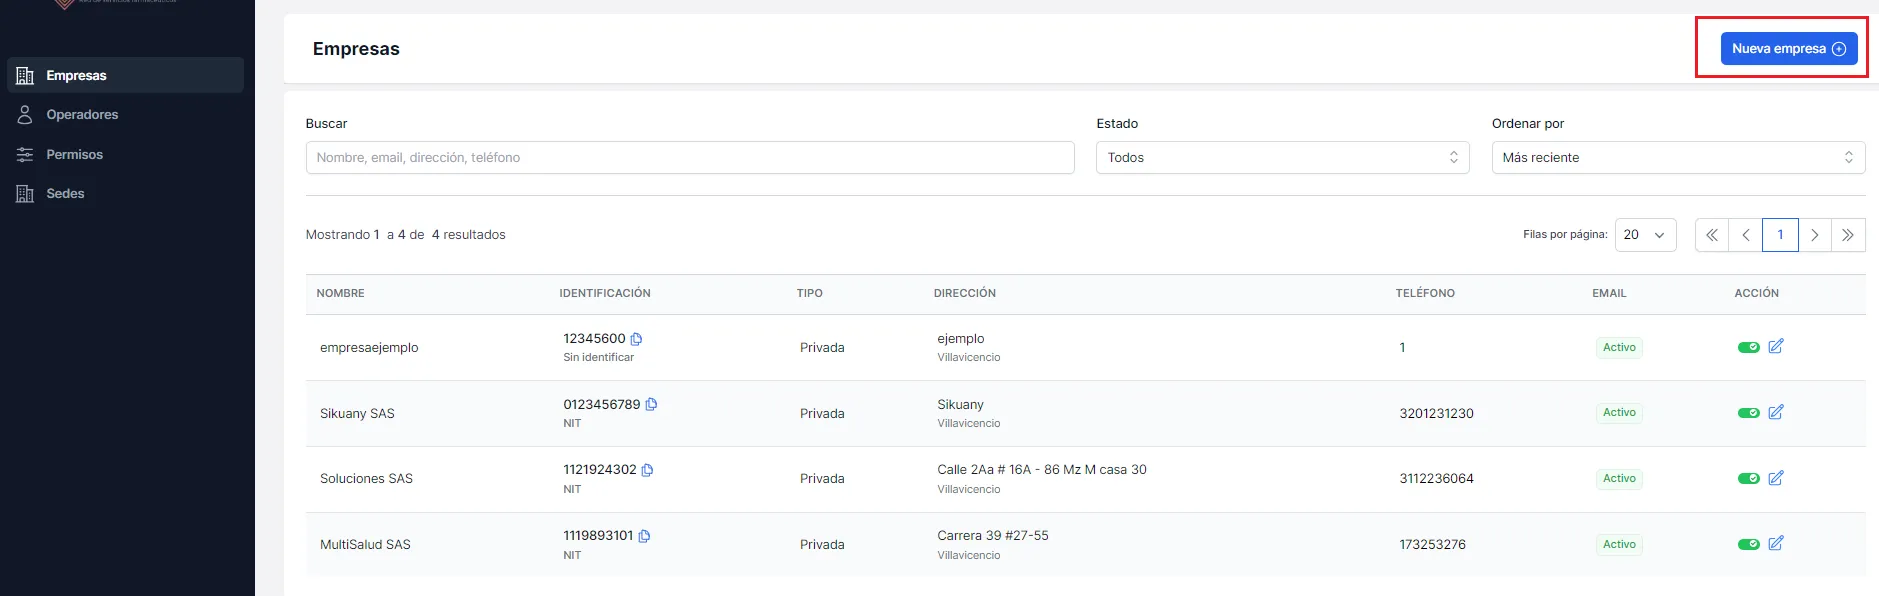 Empresas
Nueva empresa
Empresas
Operadores
Permisos
Sedes
Buscar
Estado
Ordenar por
Nombre, email, dirección, teléfono
Todos
Más reciente
Mostrando 1 a 4 de 4 resultados
Filas por página: 20
1
NOMBRE IDENTIFICACIÓN TIPO DIRECCIÓN TELÉFONO EMAIL ACCIÓN
empresaejemplo 12345600 Privada ejemplo 1 Activo
Sin identificar Villavicencio
Sikuany SAS 0123456789 Privada Sikuany 3201231230 Activo
NIT Villavicencio
Soluciones SAS 1121924302 Privada Calle 2Aa # 16A - 86 Mz M casa 30 3112236064 Activo
NIT Villavicencio
MultiSalud SAS 1119893101 Privada Carrera 39 #27-55 173253276 Activo
NIT Villavicencio